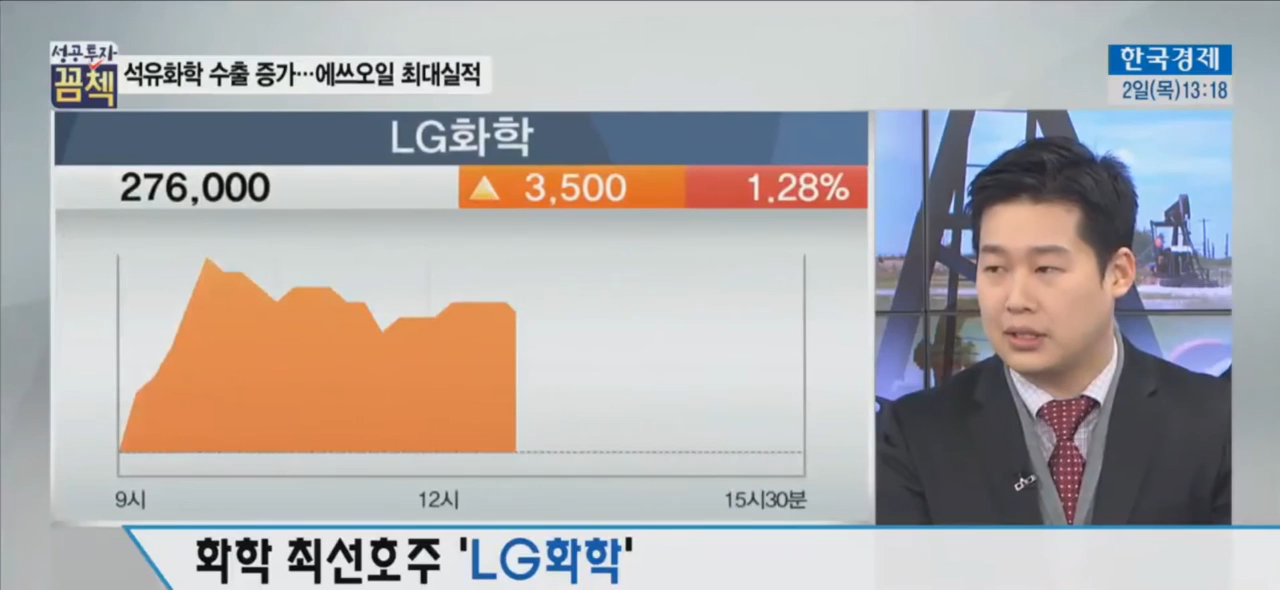 성공투자
꼼첵
석유화학 수출 증가…에쓰오일 최대실적
한국경제
2일(목)13:18
LG화학
276,000 ▲ 3,500 1.28%
9시 12시 15시30분
화학 최선호주 'LG화학'